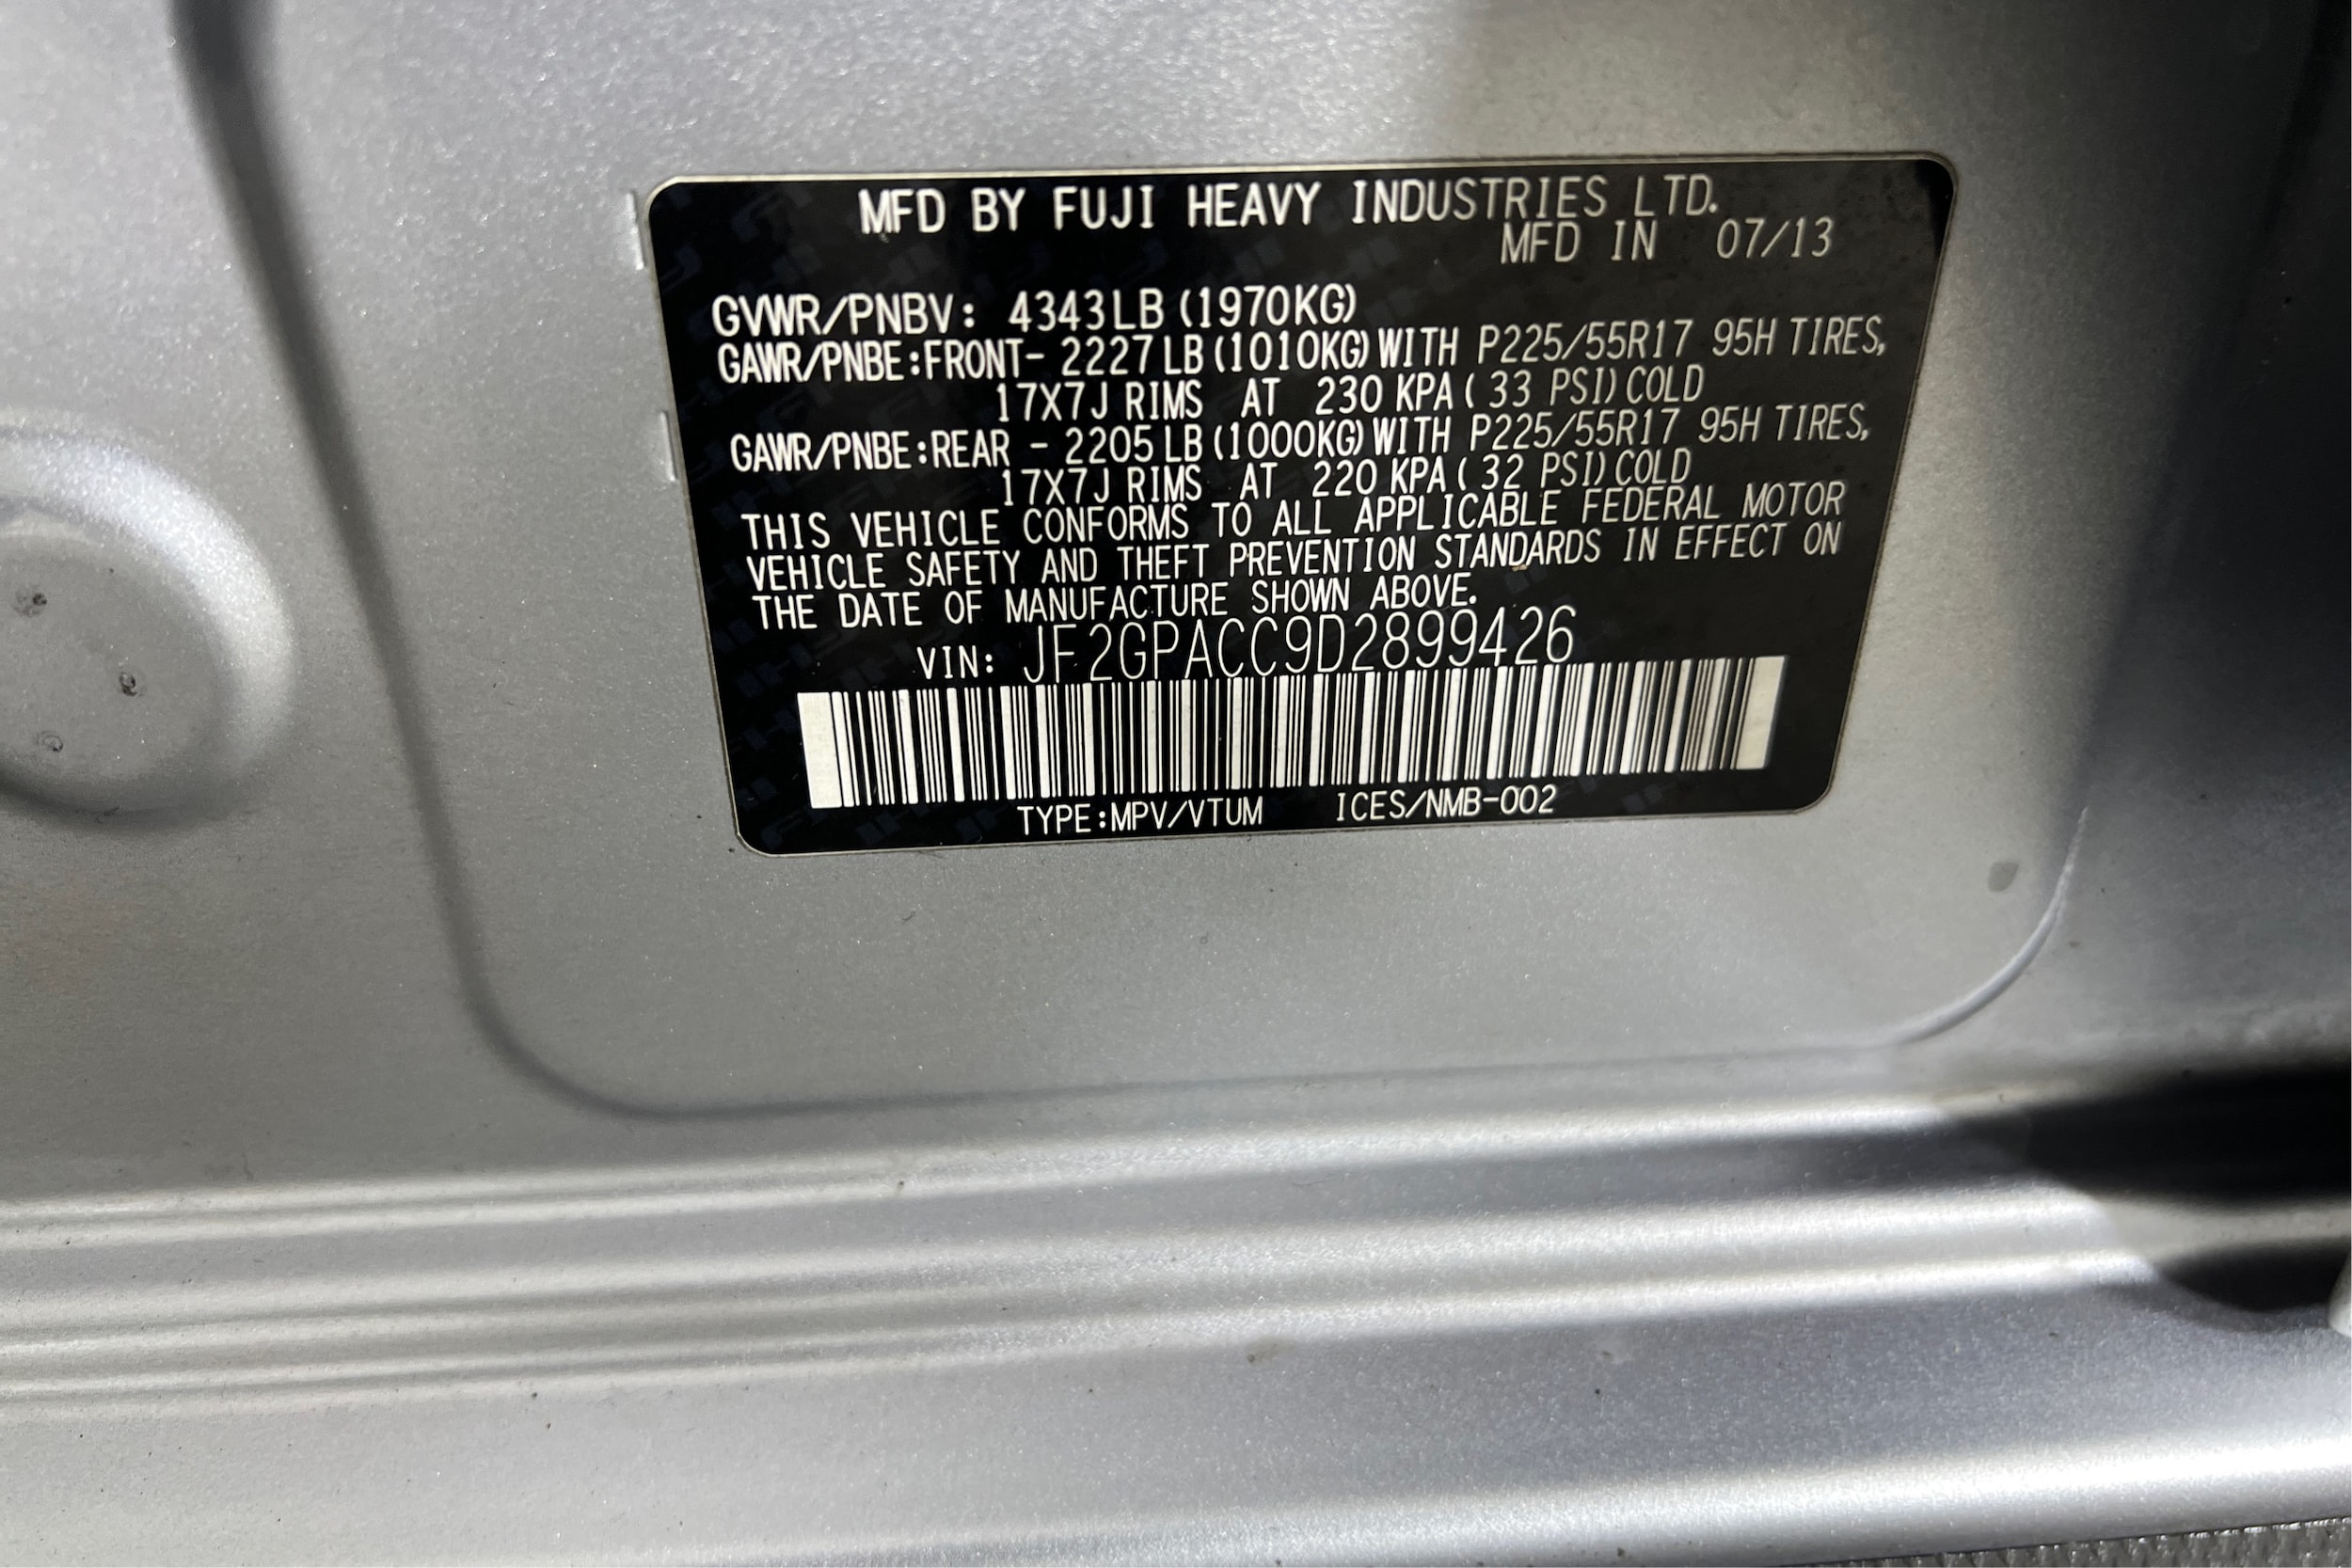 MFD BY FUJI HEAVY INDUSTRIES LTD.
MFD IN 07/13
GVWR/PNBV: 4343LB (1970KG)
GAWR/PNBE:FRONT- 2227 LB (1010KG) WITH P225/55R17 95H TIRES,
17X7J RIMS AT 230 KPA ( 33 PSI) COLD
GAWR/PNBE:REAR - 2205 LB (1000KG) WITH P225/55R17 95H TIRES,
17X7J RIMS AT 220 KPA ( 32 PSI) COLD
THIS VEHICLE CONFORMS TO ALL APPLICABLE FEDERAL MOTOR
VEHICLE SAFETY AND THEFT PREVENTION STANDARDS IN EFFECT ON
THE DATE OF MANUFACTURE SHOWN ABOVE.
VIN: JF2GPACC9D2899426
TYPE:MPV/VTUM ICES/NMB-002